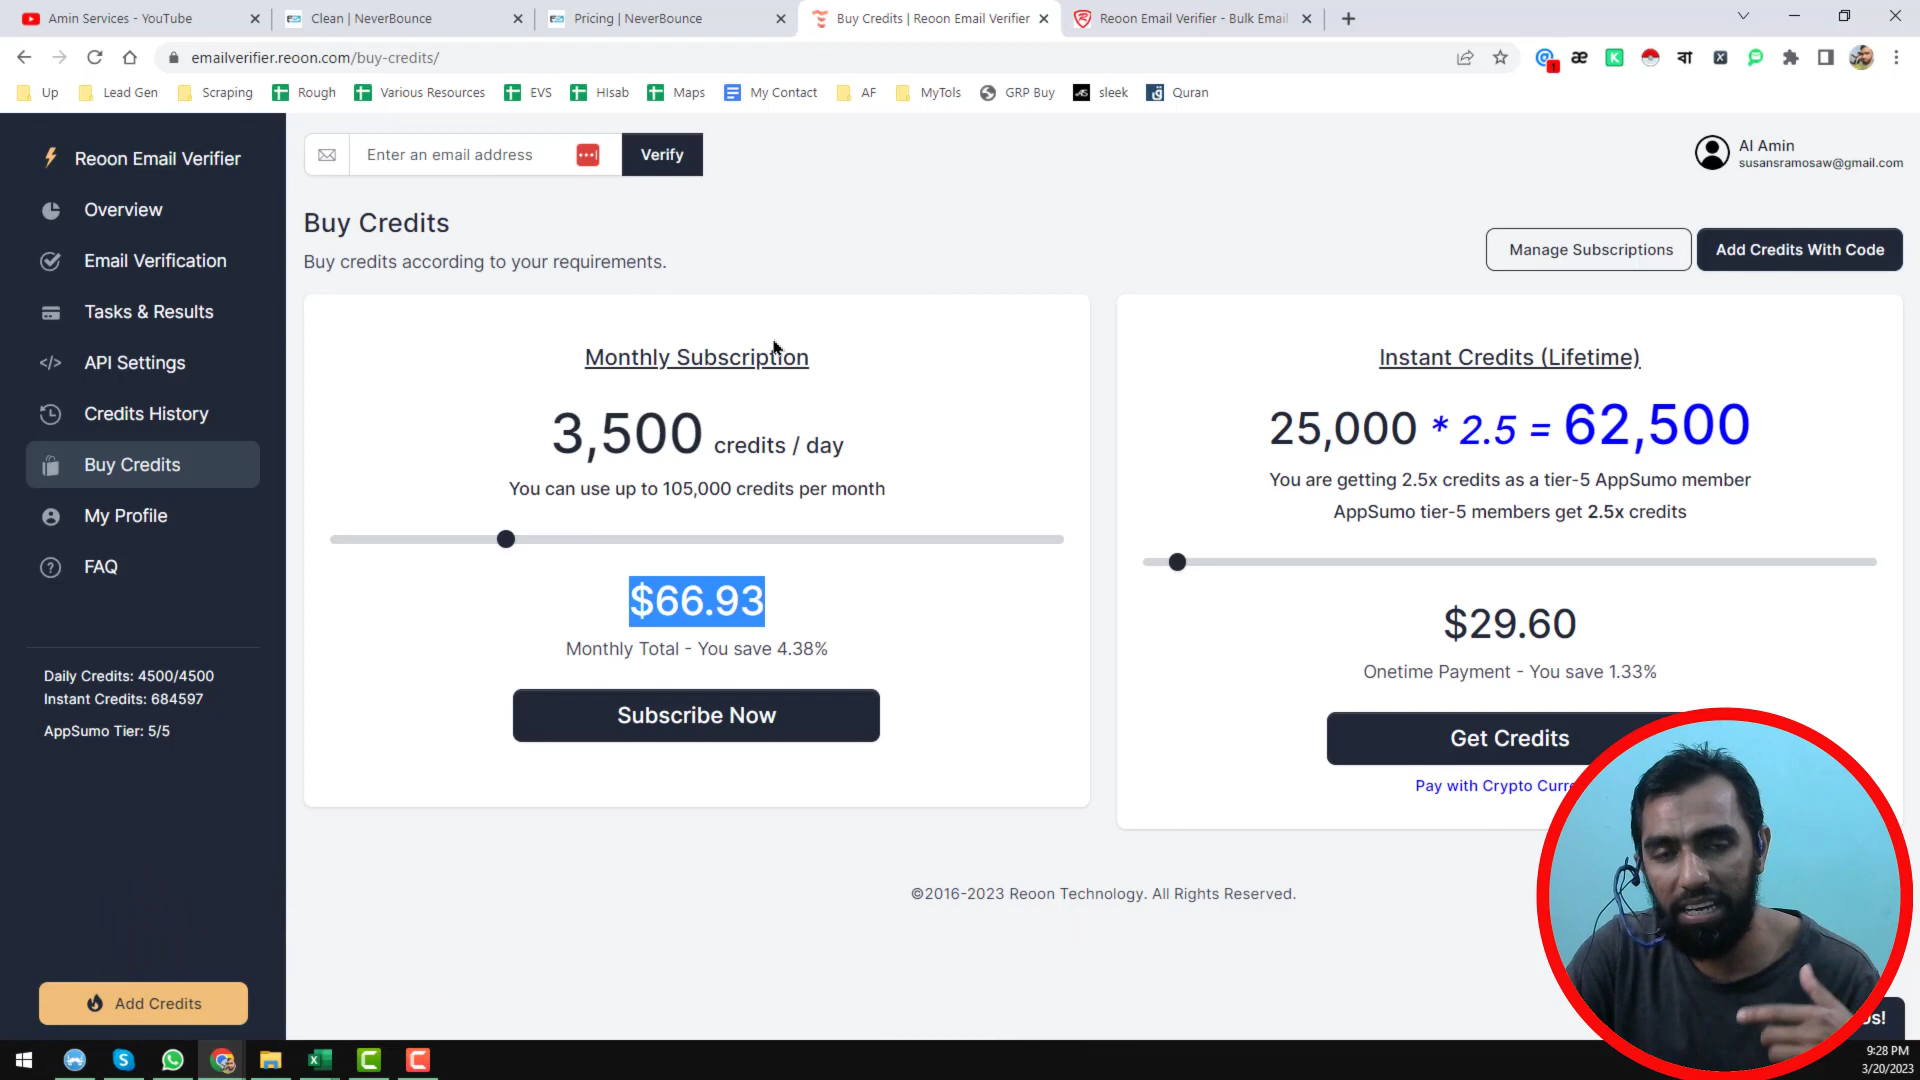 Amin Services - YouTube
Clean | NeverBounce
Pricing | NeverBounce
Buy Credits | Reoon Email Verifier
Reoon Email Verifier - Bulk Email
emailverifier.reoon.com/buy-credits/
1
æ
K
বা
X
Up
Lead Gen
Scraping
Rough
Various Resources
EVS
HIsab
Maps
My Contact
AF
MyTols
GRP Buy
sleek
Quran
Reoon Email Verifier
Overview
Email Verification
Tasks & Results
API Settings
Credits History
Buy Credits
My Profile
FAQ
Daily Credits: 4500/4500
Instant Credits: 684597
AppSumo Tier: 5/5
Add Credits
Enter an email address
Verify
Al Amin
susansramosaw@gmail.com
Buy Credits
Buy credits according to your requirements.
Manage Subscriptions
Add Credits With Code
Monthly Subscription
3,500 credits / day
You can use up to 105,000 credits per month
$66.93
Monthly Total - You save 4.38%
Subscribe Now
Instant Credits (Lifetime)
25,000 * 2.5 = 62,500
You are getting 2.5x credits as a tier-5 AppSumo member
AppSumo tier-5 members get 2.5x credits
$29.60
Onetime Payment - You save 1.33%
Get Credits
Pay with Crypto
©2016-2023 Reoon Technology. All Rights Reserved.
9:28 PM
3/20/2023